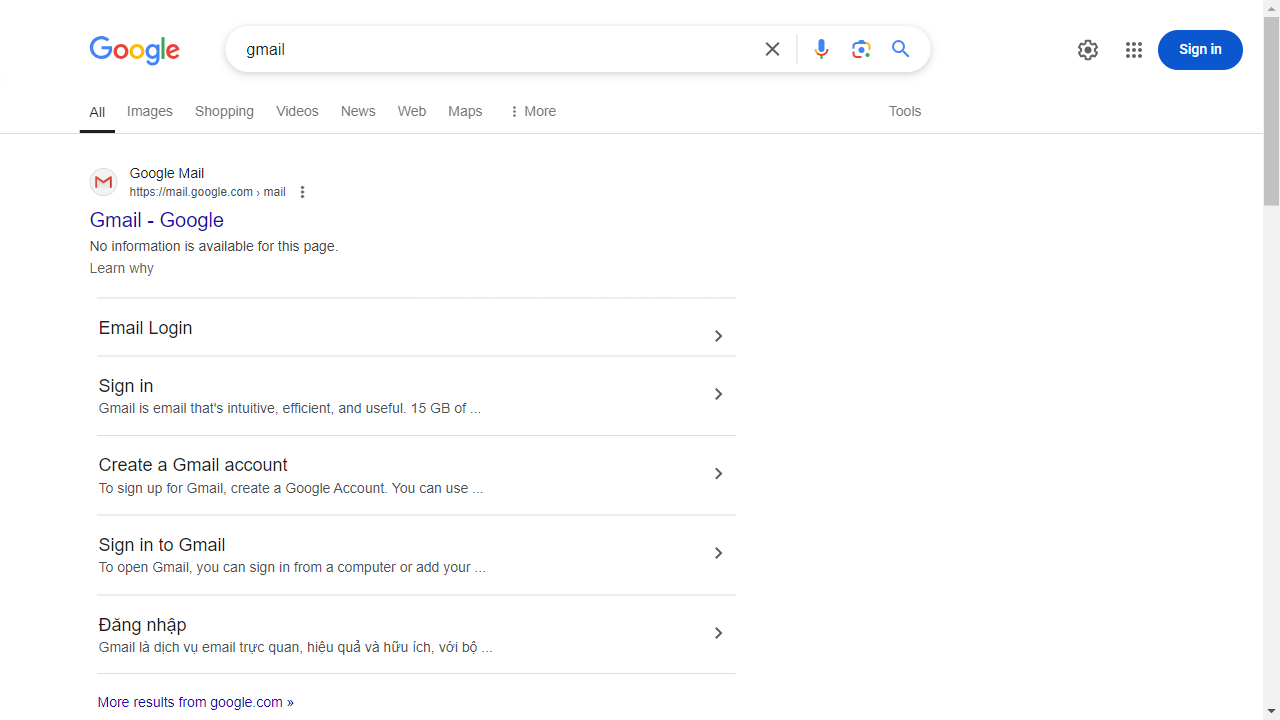 Google
gmail
Sign in
All Images Shopping Videos News Web Maps More Tools
Google Mail
https://mail.google.com › mail
Gmail - Google
No information is available for this page.
Learn why
Email Login
Sign in
Gmail is email that's intuitive, efficient, and useful. 15 GB of ...
Create a Gmail account
To sign up for Gmail, create a Google Account. You can use ...
Sign in to Gmail
To open Gmail, you can sign in from a computer or add your ...
Đăng nhập
Gmail là dịch vụ email trực quan, hiệu quả và hữu ích, với bộ ...
More results from google.com »